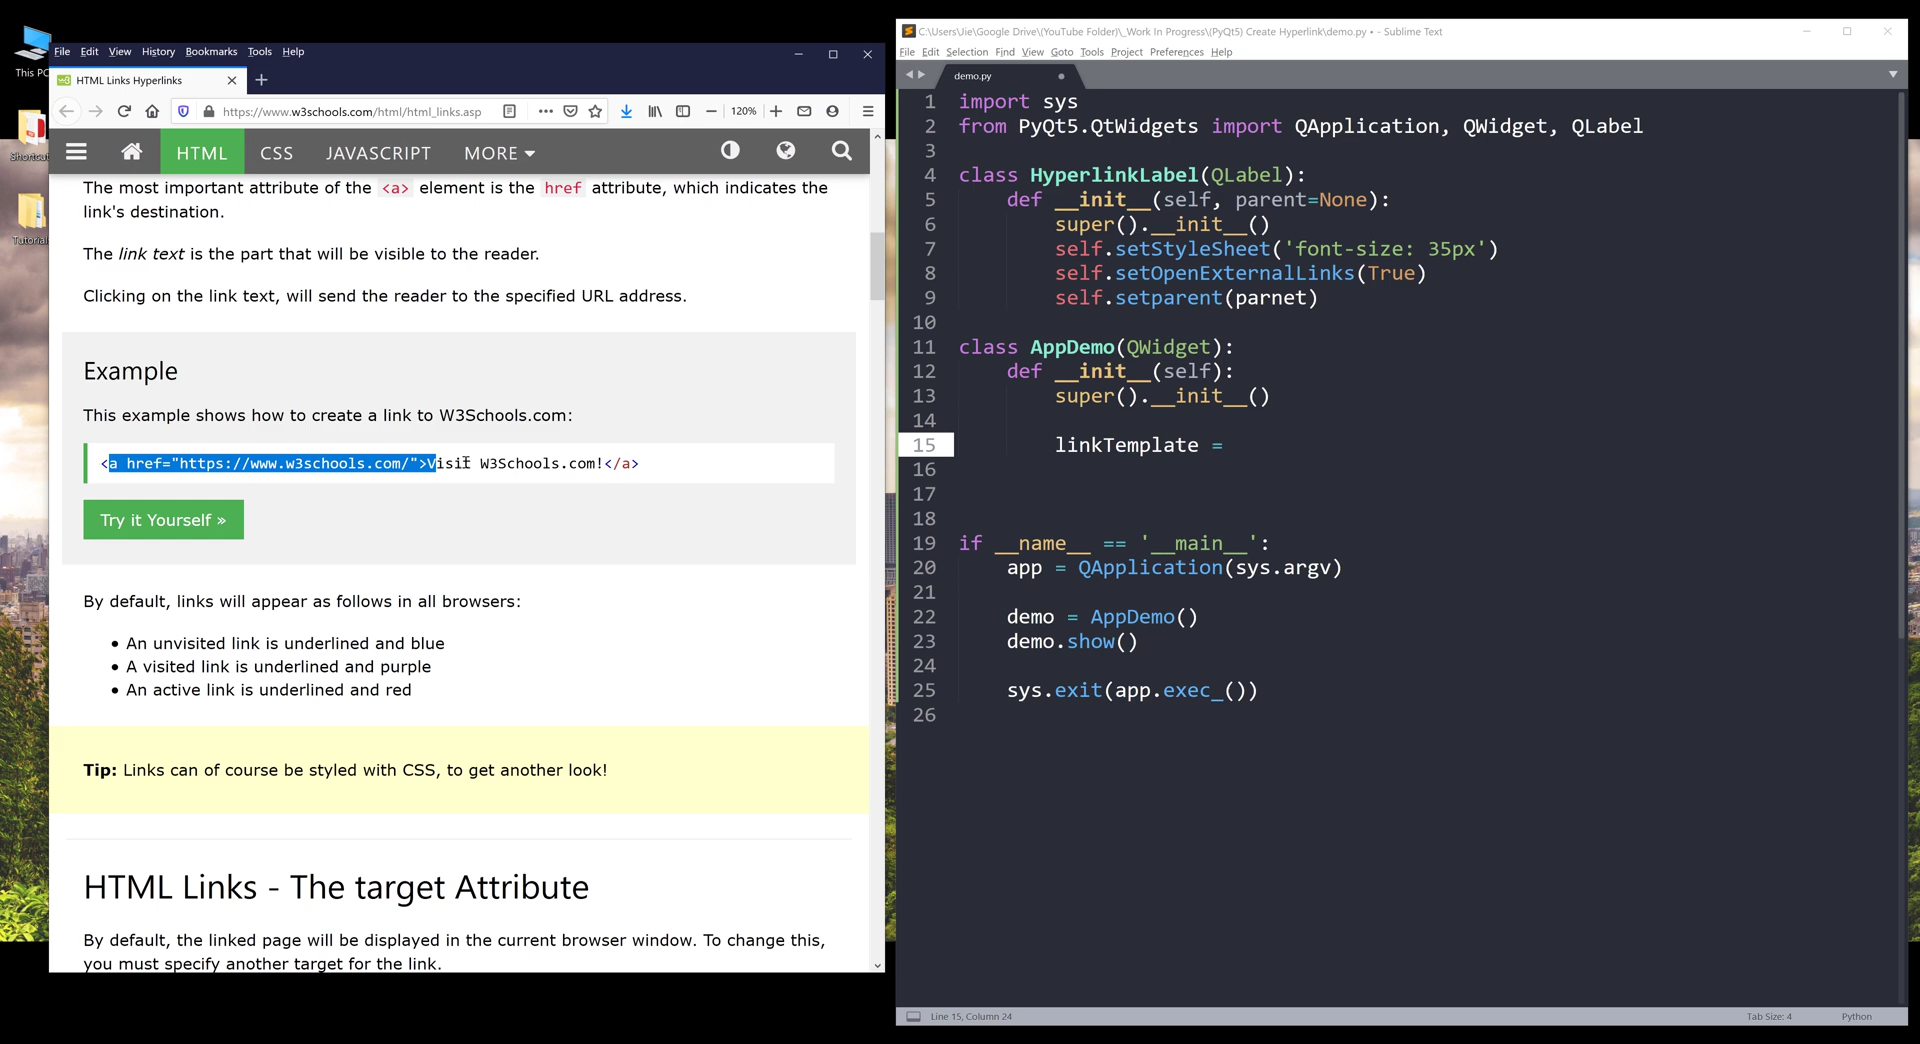 This PC
Shortcut
Tutorial
File Edit View History Bookmarks Tools Help
HTML Links Hyperlinks
https://www.w3schools.com/html/html_links.asp
120%
HTML CSS JAVASCRIPT MORE
The most important attribute of the <a> element is the href attribute, which indicates the
link's destination.
The link text is the part that will be visible to the reader.
Clicking on the link text, will send the reader to the specified URL address.
Example
This example shows how to create a link to W3Schools.com:
<a href="https://www.w3schools.com/">Visit W3Schools.com!</a>
Try it Yourself »
By default, links will appear as follows in all browsers:
• An unvisited link is underlined and blue
• A visited link is underlined and purple
• An active link is underlined and red
Tip: Links can of course be styled with CSS, to get another look!
HTML Links - The target Attribute
By default, the linked page will be displayed in the current browser window. To change this,
you must specify another target for the link.
C:\Users\Jie\Google Drive\(YouTube Folder)\_Work In Progress\(PyQt5) Create Hyperlink\demo.py • - Sublime Text
File Edit Selection Find View Goto Tools Project Preferences Help
demo.py
1 import sys
2 from PyQt5.QtWidgets import QApplication, QWidget, QLabel
3
4 class HyperlinkLabel(QLabel):
5 def __init__(self, parent=None):
6 super().__init__()
7 self.setStyleSheet('font-size: 35px')
8 self.setOpenExternalLinks(True)
9 self.setparent(parnet)
10
11 class AppDemo(QWidget):
12 def __init__(self):
13 super().__init__()
14
15 linkTemplate =
16
17
18
19 if __name__ == '__main__':
20 app = QApplication(sys.argv)
21
22 demo = AppDemo()
23 demo.show()
24
25 sys.exit(app.exec_())
26
Line 15, Column 24
Tab Size: 4
Python